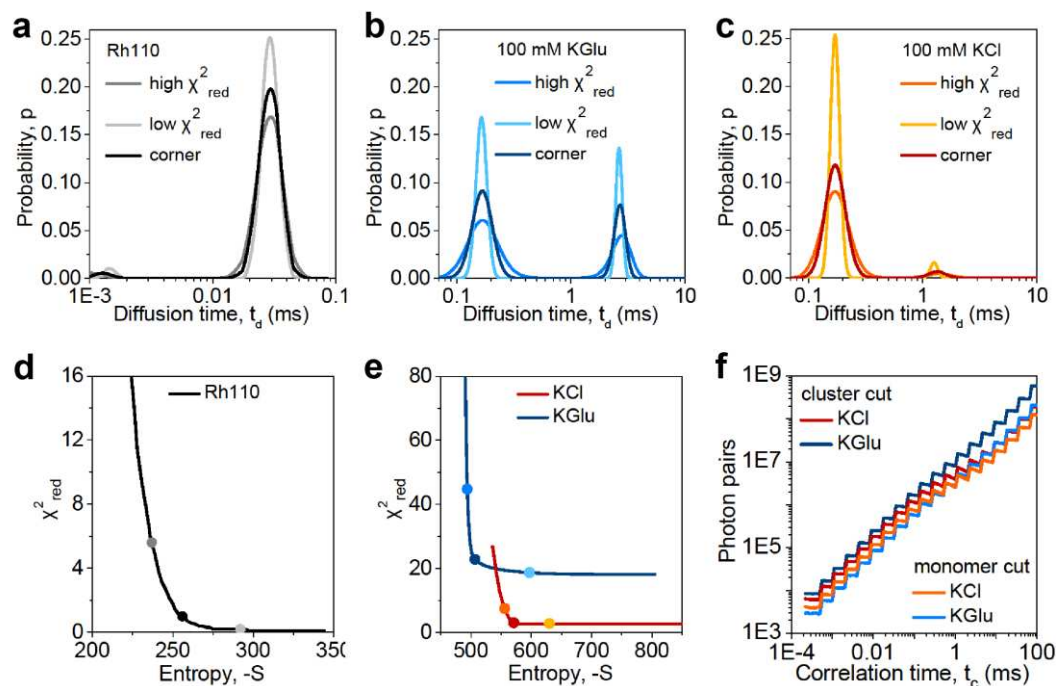 a
Rh110
high χ²red
low χ²red
corner
Probability, p
0.25
0.20
0.15
0.10
0.05
0.00
1E-3
0.01
0.1
Diffusion time, td (ms)
b
100 mM KGlu
high χ²red
low χ²red
corner
Probability, p
0.25
0.20
0.15
0.10
0.05
0.00
0.1
1
10
Diffusion time, td (ms)
c
100 mM KCl
high χ²red
low χ²red
corner
Probability, p
0.25
0.20
0.15
0.10
0.05
0.00
0.1
1
10
Diffusion time, td (ms)
d
Rh110
χ²red
16
12
8
4
0
200
250
300
35(
Entropy, -S
e
KCl
KGlu
χ²red
80
60
40
20
0
500
600
700
800
Entropy, -S
f
cluster cut
KCl
KGlu
monomer cut
KCl
KGlu
Photon pairs
1E9
1E7
1E5
1E3
1E-4
0.01
1
100
Correlation time, tc (ms)